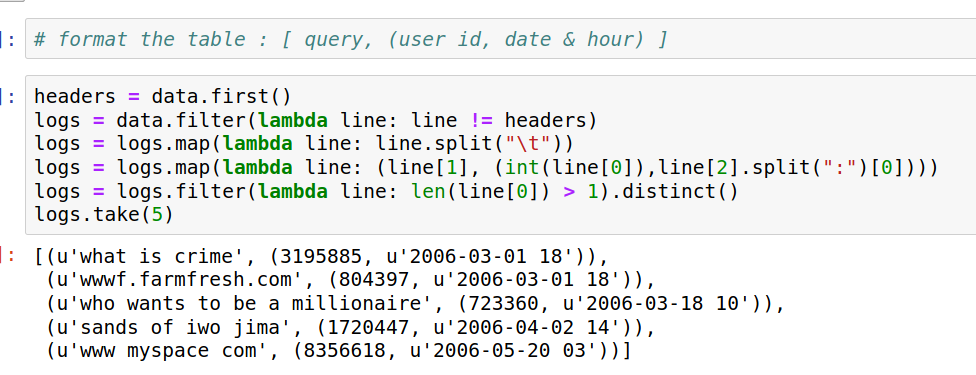 ]: # format the table : [ query, (user id, date & hour) ]
]: headers = data.first()
logs = data.filter(lambda line: line != headers)
logs = logs.map(lambda line: line.split("\t"))
logs = logs.map(lambda line: (line[1], (int(line[0]),line[2].split(":")[0])))
logs = logs.filter(lambda line: len(line[0]) > 1).distinct()
logs.take(5)
]: [(u'what is crime', (3195885, u'2006-03-01 18')),
(u'wwwf.farmfresh.com', (804397, u'2006-03-01 18')),
(u'who wants to be a millionaire', (723360, u'2006-03-18 10')),
(u'sands of iwo jima', (1720447, u'2006-04-02 14')),
(u'www myspace com', (8356618, u'2006-05-20 03'))]